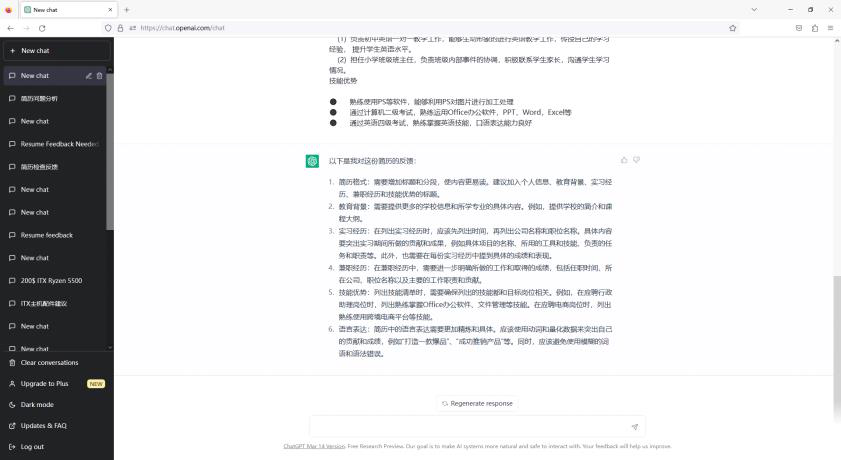 New chat
https://chat.openai.com/chat
New chat
New chat
简历问题分析
New chat
Resume Feedback Needed
简历检查反馈
New chat
New chat
Resume feedback
New chat
200$ ITX Ryzen 5500
ITX主机配件建议
New chat
New chat
Clear conversations
Upgrade to Plus NEW
Dark mode
Updates & FAQ
Log out
(1) 负责初中英语一对一教学工作，能够生动形象的进行英语教学工作，传授自己的学习
经验， 提升学生英语水平。
(2) 担任小学班级班主任，负责班级内部事件的协调，积极联系学生家长，沟通学生学习
情况。
技能优势
● 熟练使用PS等软件，能够利用PS对图片进行加工处理
● 通过计算机二级考试，熟练运用Office办公软件，PPT，Word，Excel等
● 通过英语四级考试，熟练掌握英语技能，口语表达能力良好
以下是我对这份简历的反馈：
1. 简历格式：需要增加标题和分段，使内容更易读。建议加入个人信息、教育背景、实习经
历、兼职经历和技能优势的标题。
2. 教育背景：需要提供更多的学校信息和所学专业的具体内容。例如，提供学校的简介和课
程大纲。
3. 实习经历：在列出实习经历时，应该先列出时间，再列出公司名称和职位名称。具体内容
要突出实习期间所做的贡献和成果，例如具体项目的名称、所用的工具和技能、负责的任
务和职责等。此外，也需要在每份实习经历中提到具体的成绩和表现。
4. 兼职经历：在兼职经历中，需要进一步明确所做的工作和取得的成绩，包括任职时间、所
在公司、职位名称以及主要的工作职责和贡献。
5. 技能优势：列出技能清单时，需要确保列出的技能都和目标岗位相关。例如，在应聘行政
助理岗位时，列出熟练掌握Office办公软件、文件管理等技能。在应聘电商岗位时，列出
熟练使用跨境电商平台等技能。
6. 语言表达：简历中的语言表达需要更加精炼和具体。应该使用动词和量化数据来突出自己
的贡献和成绩，例如“打造一款爆品”、“成功推销产品”等。同时，应该避免使用模糊的词
语和语法错误。
Regenerate response
ChatGPT Mar 14 Version. Free Research Preview. Our goal is to make AI systems more natural and safe to interact with. Your feedback will help us improve.